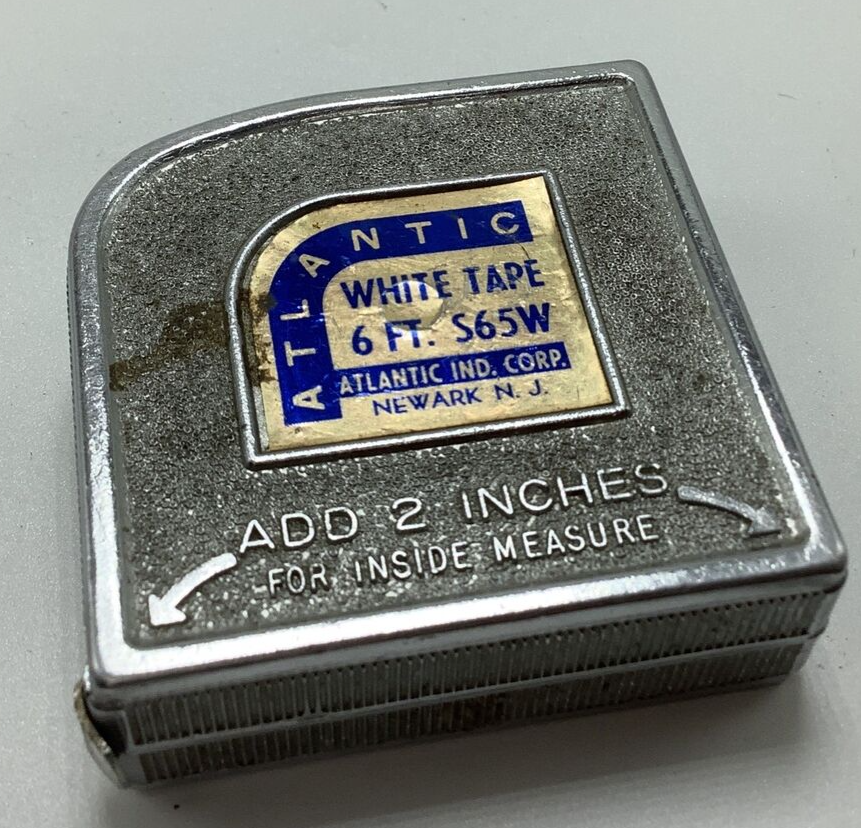 ATLANTIC
WHITE TAPE
6 FT. S65W
ATLANTIC IND. CORP.
NEWARK N. J.
ADD 2 INCHES
FOR INSIDE MEASURE